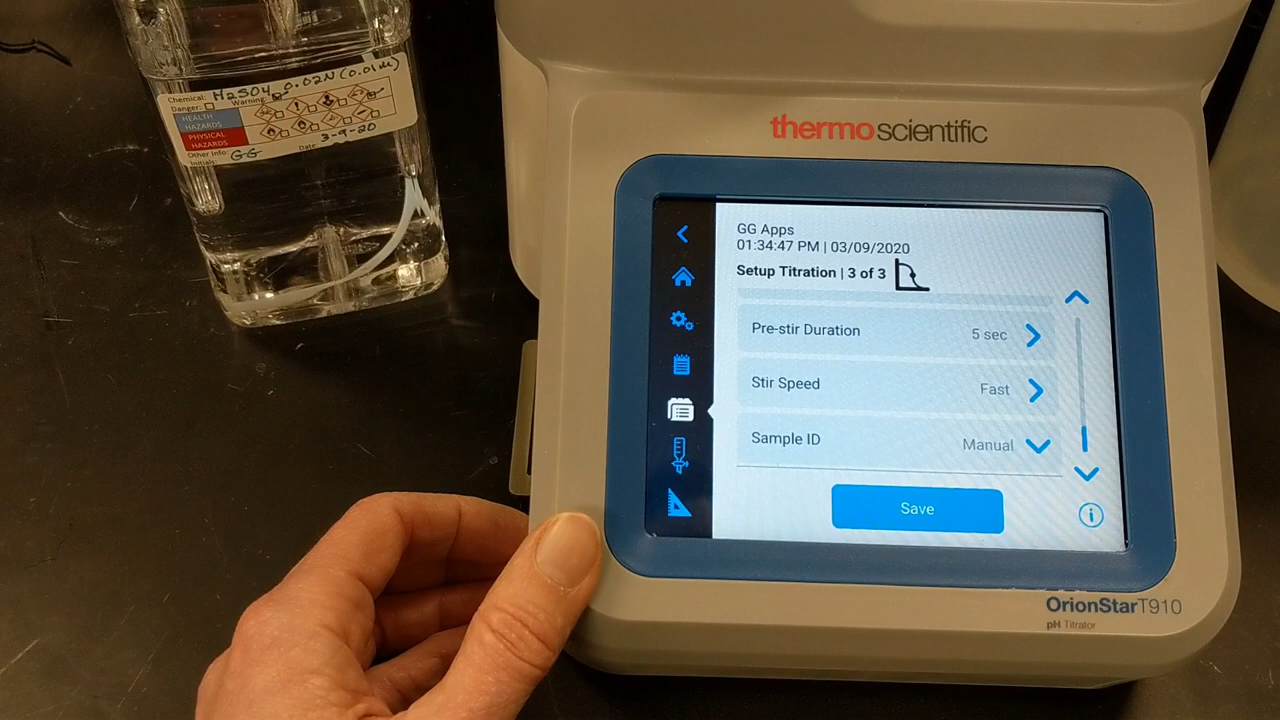 Chemical: H2SO4 0.02N (0.01M)
Danger: Warning:
HEALTH
HAZARDS
PHYSICAL
HAZARDS
Other Info:
Initials: GG Date: 3-9-20
thermo scientific
GG Apps
01:34:47 PM | 03/09/2020
Setup Titration | 3 of 3
Pre-stir Duration 5 sec
Stir Speed Fast
Sample ID Manual
Save
OrionStar T910
pH Titrator